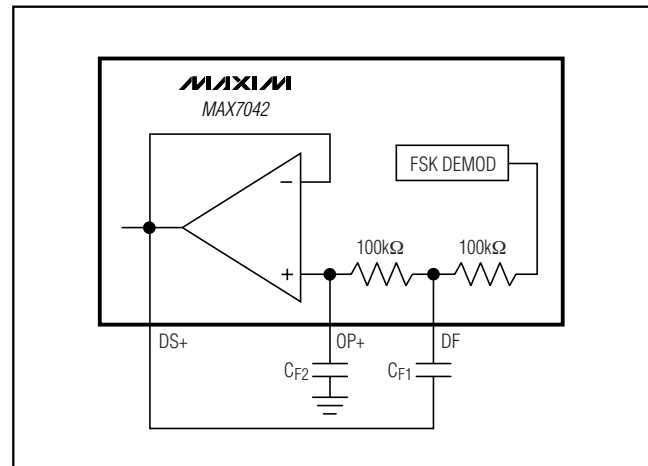 MAXIM
MAX7042
FSK DEMOD
−
100kΩ 100kΩ
+
DS+ OP+ DF
CF2 CF1